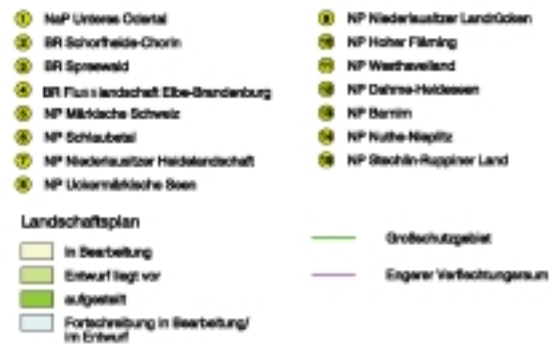 1 NaP Unteres Odertal
2 BR Schorfheide-Chorin
3 BR Spreewald
4 BR Flusslandschaft Elbe-Brandenburg
5 NP Märkische Schweiz
6 NP Schlaubetal
7 NP Niederlausitzer Heidelandschaft
8 NP Uckermärkische Seen
9 NP Niederlausitzer Landrücken
10 NP Hoher Fläming
11 NP Westhavelland
12 NP Dahme-Heideseen
13 NP Barnim
14 NP Nuthe-Nieplitz
15 NP Stechlin-Ruppiner Land
Landschaftsplan
in Bearbeitung
Entwurf liegt vor
aufgestellt
Fortschreibung in Bearbeitung/
im Entwurf
Großschutzgebiet
Engerer Verflechtungsraum